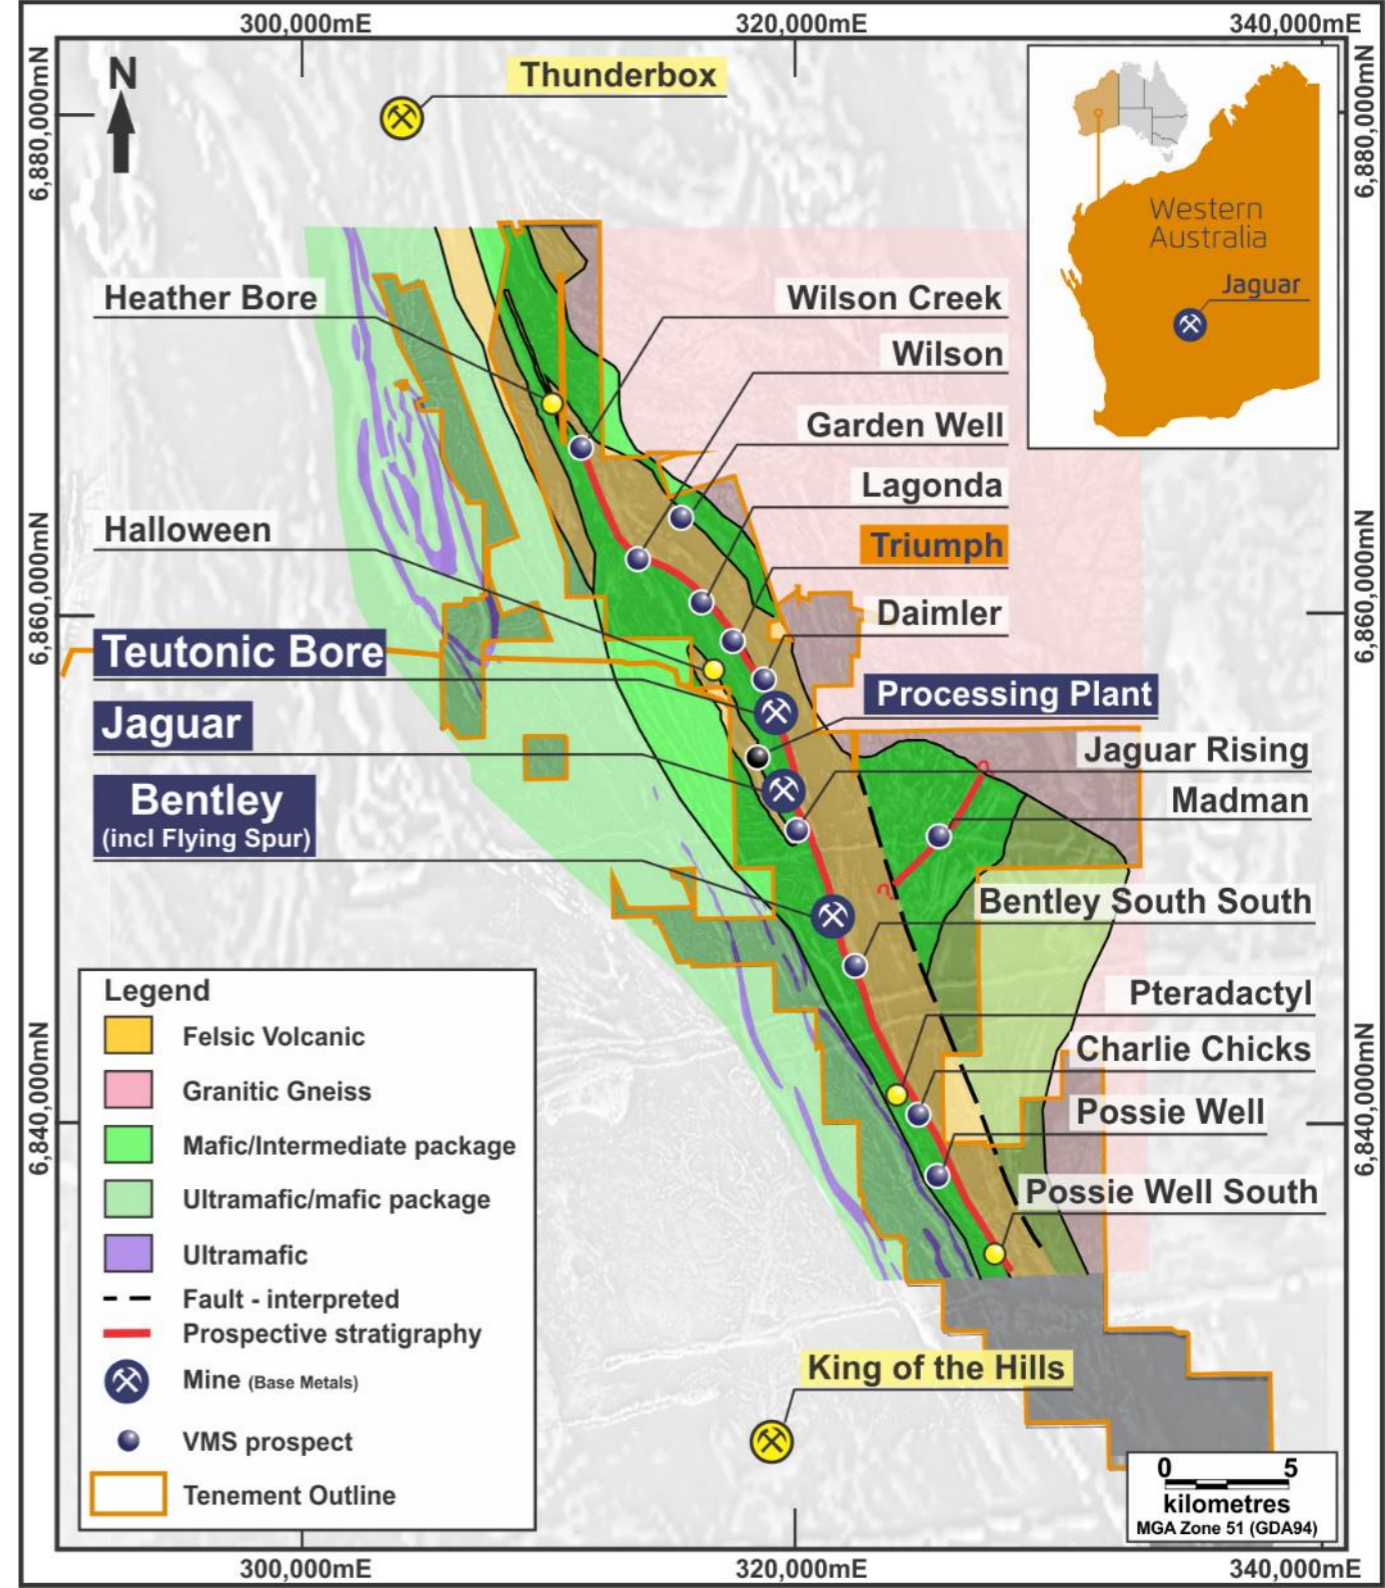 300,000mE
320,000mE
340,000mE
6,880,000mN
6,880,000mN
N
Thunderbox
Western
Australia
Jaguar
Heather Bore
Wilson Creek
Wilson
Garden Well
Lagonda
Halloween
Triumph
6,860,000mN
6,860,000mN
Daimler
Teutonic Bore
Processing Plant
Jaguar
Jaguar Rising
Bentley
(incl Flying Spur)
Madman
Bentley South South
Pteradactyl
Charlie Chicks
Possie Well
Possie Well South
6,840,000mN
6,840,000mN
Legend
Felsic Volcanic
Granitic Gneiss
Mafic/Intermediate package
Ultramafic/mafic package
Ultramafic
Fault - interpreted
Prospective stratigraphy
Mine (Base Metals)
VMS prospect
Tenement Outline
King of the Hills
0 5
kilometres
MGA Zone 51 (GDA94)
300,000mE
320,000mE
340,000mE